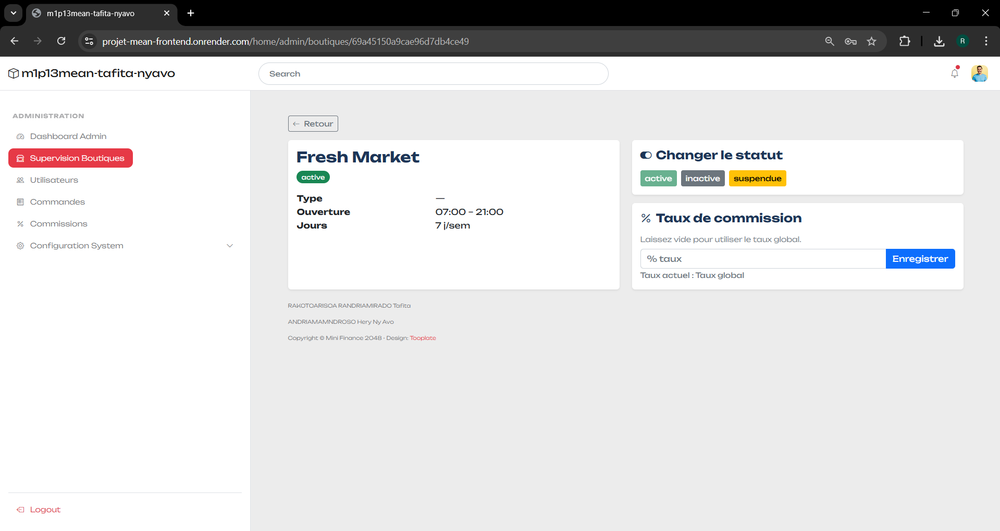 m1p13mean-tafita-nyavo
projet-mean-frontend.onrender.com/home/admin/boutiques/69a45150a9cae96d7db4ce49
R
m1p13mean-tafita-nyavo
Search
ADMINISTRATION
Dashboard Admin
Supervision Boutiques
Utilisateurs
Commandes
Commissions
Configuration System
Logout
← Retour
Fresh Market
active
Type —
Ouverture 07:00 – 21:00
Jours 7 j/sem
Changer le statut
active inactive suspendue
% Taux de commission
Laissez vide pour utiliser le taux global.
% taux Enregistrer
Taux actuel : Taux global
RAKOTOARISOA RANDRIAMIRADO Tafita
ANDRIAMAMNDROSO Hery Ny Avo
Copyright © Mini Finance 2048 - Design: Tooplate